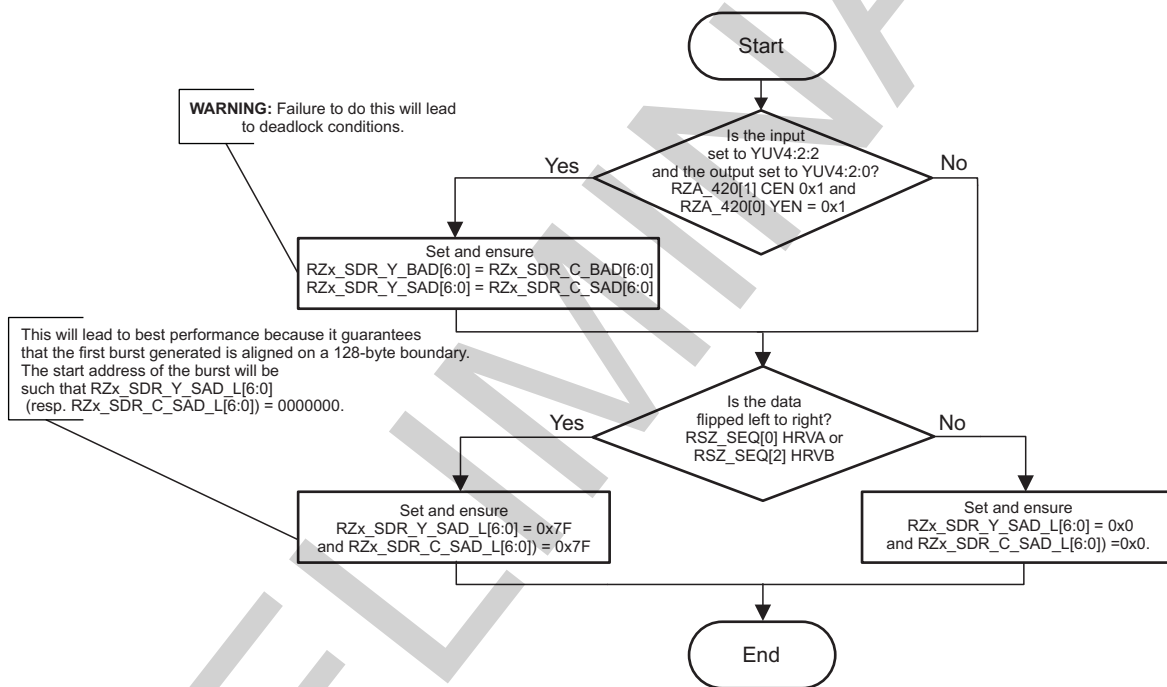 Start
WARNING: Failure to do this will lead
to deadlock conditions.
Is the input
set to YUV4:2:2
and the output set to YUV4:2:0?
RZA_420[1] CEN 0x1 and
RZA_420[0] YEN = 0x1
Yes
No
Set and ensure
RZx_SDR_Y_BAD[6:0] = RZx_SDR_C_BAD[6:0]
RZx_SDR_Y_SAD[6:0] = RZx_SDR_C_SAD[6:0]
This will lead to best performance because it guarantees
that the first burst generated is aligned on a 128-byte boundary.
The start address of the burst will be
such that RZx_SDR_Y_SAD_L[6:0]
(resp. RZx_SDR_C_SAD_L[6:0]) = 0000000.
Is the data
flipped left to right?
RSZ_SEQ[0] HRVA or
RSZ_SEQ[2] HRVB
Yes
No
Set and ensure
RZx_SDR_Y_SAD_L[6:0] = 0x7F
and RZx_SDR_C_SAD_L[6:0]) = 0x7F
Set and ensure
RZx_SDR_Y_SAD_L[6:0] = 0x0
and RZx_SDR_C_SAD_L[6:0]) =0x0.
End